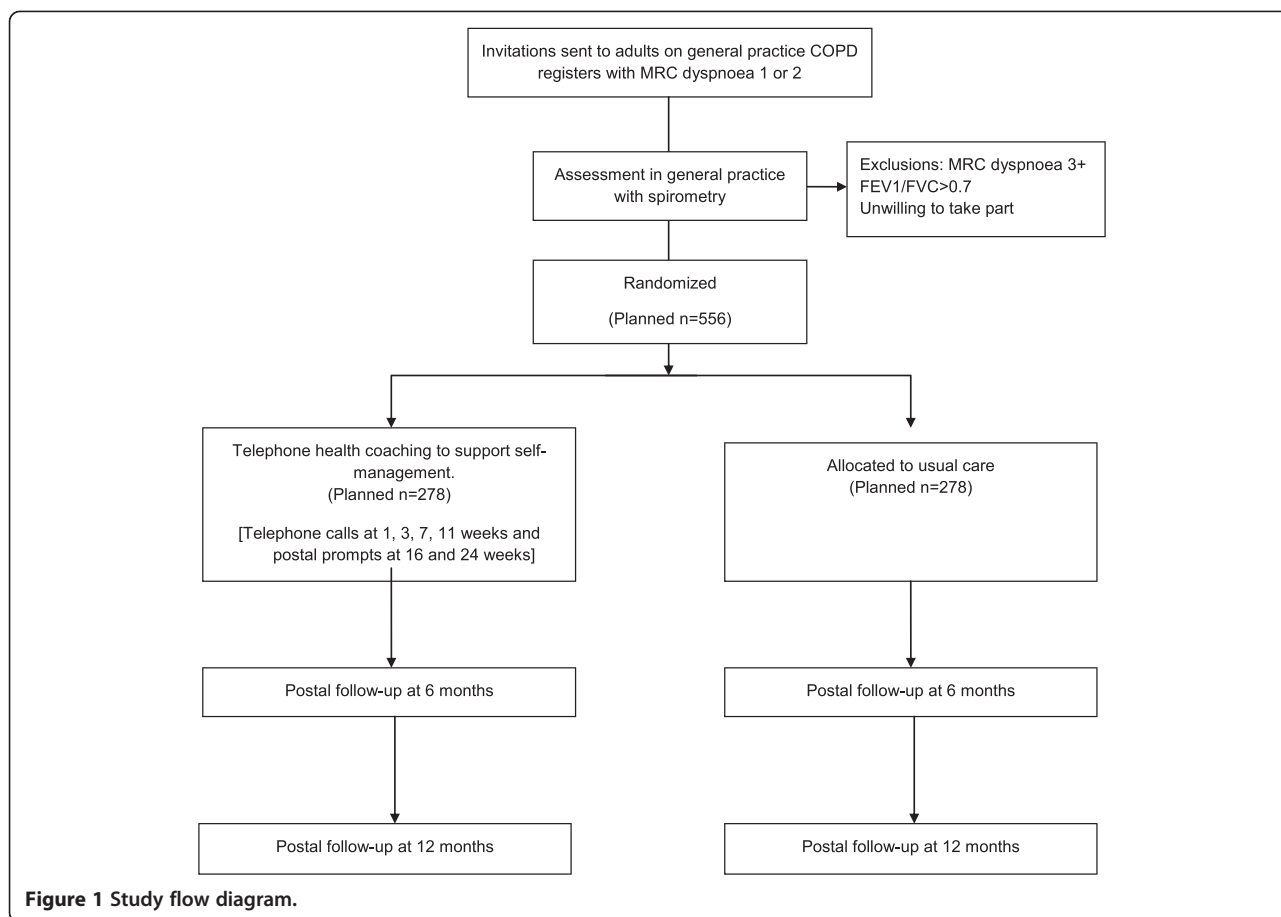 Invitations sent to adults on general practice COPD
registers with MRC dyspnoea 1 or 2
Assessment in general practice
with spirometry
Exclusions: MRC dyspnoea 3+
FEV1/FVC>0.7
Unwilling to take part
Randomized
(Planned n=556)
Telephone health coaching to support self-
management.
(Planned n=278)
[Telephone calls at 1, 3, 7, 11 weeks and
postal prompts at 16 and 24 weeks]
Allocated to usual care
(Planned n=278)
Postal follow-up at 6 months
Postal follow-up at 6 months
Postal follow-up at 12 months
Postal follow-up at 12 months
Figure 1 Study flow diagram.